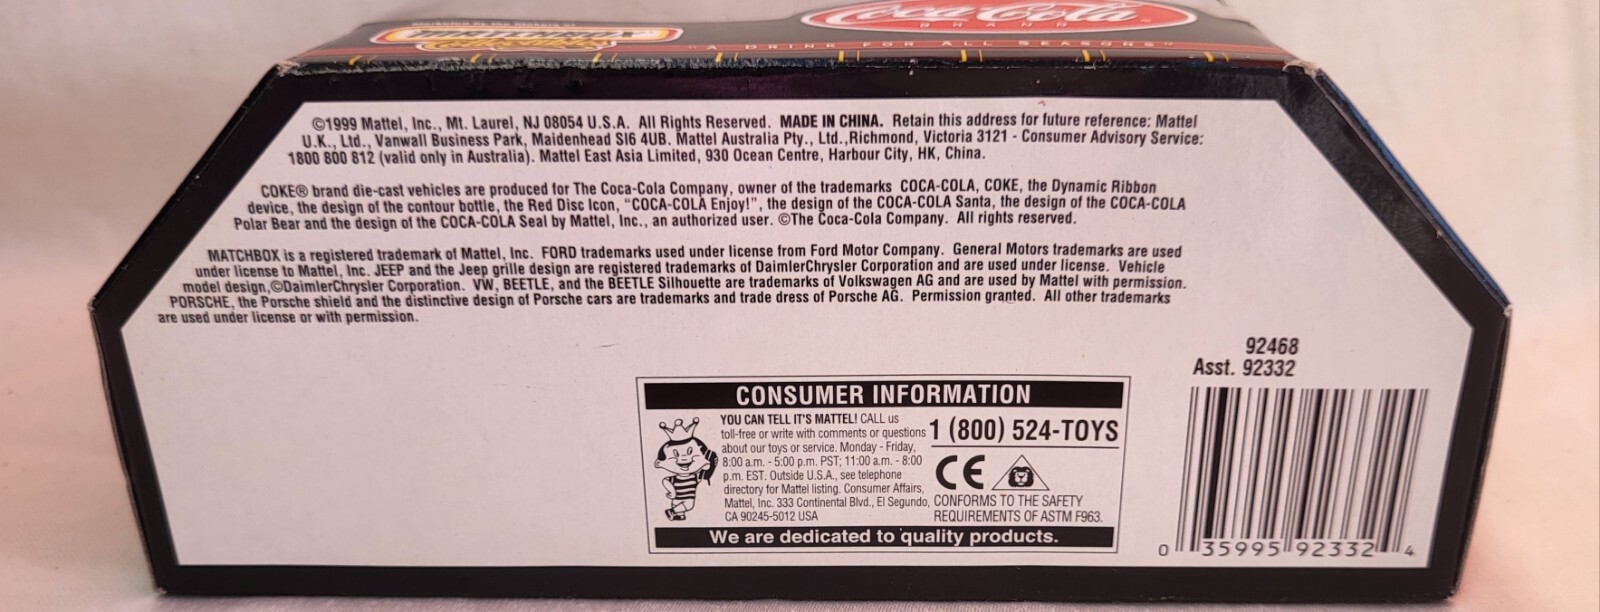 Marketed by the Makers of
MATCHBOX
Collectibles
Coca-Cola
BRAND
"A DRINK FOR ALL SEASONS"
©1999 Mattel, Inc., Mt. Laurel, NJ 08054 U.S.A. All Rights Reserved. MADE IN CHINA. Retain this address for future reference: Mattel
U.K., Ltd., Vanwall Business Park, Maidenhead Sl6 4UB. Mattel Australia Pty., Ltd.,Richmond, Victoria 3121 - Consumer Advisory Service:
1800 800 812 (valid only in Australia). Mattel East Asia Limited, 930 Ocean Centre, Harbour City, HK, China.
COKE® brand die-cast vehicles are produced for The Coca-Cola Company, owner of the trademarks COCA-COLA, COKE, the Dynamic Ribbon
device, the design of the contour bottle, the Red Disc Icon, "COCA-COLA Enjoy!", the design of the COCA-COLA Santa, the design of the COCA-COLA
Polar Bear and the design of the COCA-COLA Seal by Mattel, Inc., an authorized user. ©The Coca-Cola Company. All rights reserved.
MATCHBOX is a registered trademark of Mattel, Inc. FORD trademarks used under license from Ford Motor Company. General Motors trademarks are used
under license to Mattel, Inc. JEEP and the Jeep grille design are registered trademarks of DaimlerChrysler Corporation and are used under license. Vehicle
model design,©DaimlerChrysler Corporation. VW, BEETLE, and the BEETLE Silhouette are trademarks of Volkswagen AG and are used by Mattel with permission.
PORSCHE, the Porsche shield and the distinctive design of Porsche cars are trademarks and trade dress of Porsche AG. Permission granted. All other trademarks
are used under license or with permission.
92468
Asst. 92332
CONSUMER INFORMATION
YOU CAN TELL IT'S MATTEL! CALL us
toll-free or write with comments or questions
about our toys or service. Monday - Friday,
8:00 a.m. - 5:00 p.m. PST; 11:00 a.m. - 8:00
p.m. EST. Outside U.S.A., see telephone
directory for Mattel listing. Consumer Affairs,
Mattel, Inc. 333 Continental Blvd., El Segundo,
CA 90245-5012 USA
1 (800) 524-TOYS
CE
CONFORMS TO THE SAFETY
REQUIREMENTS OF ASTM F963.
We are dedicated to quality products.
0 35995 92332 4